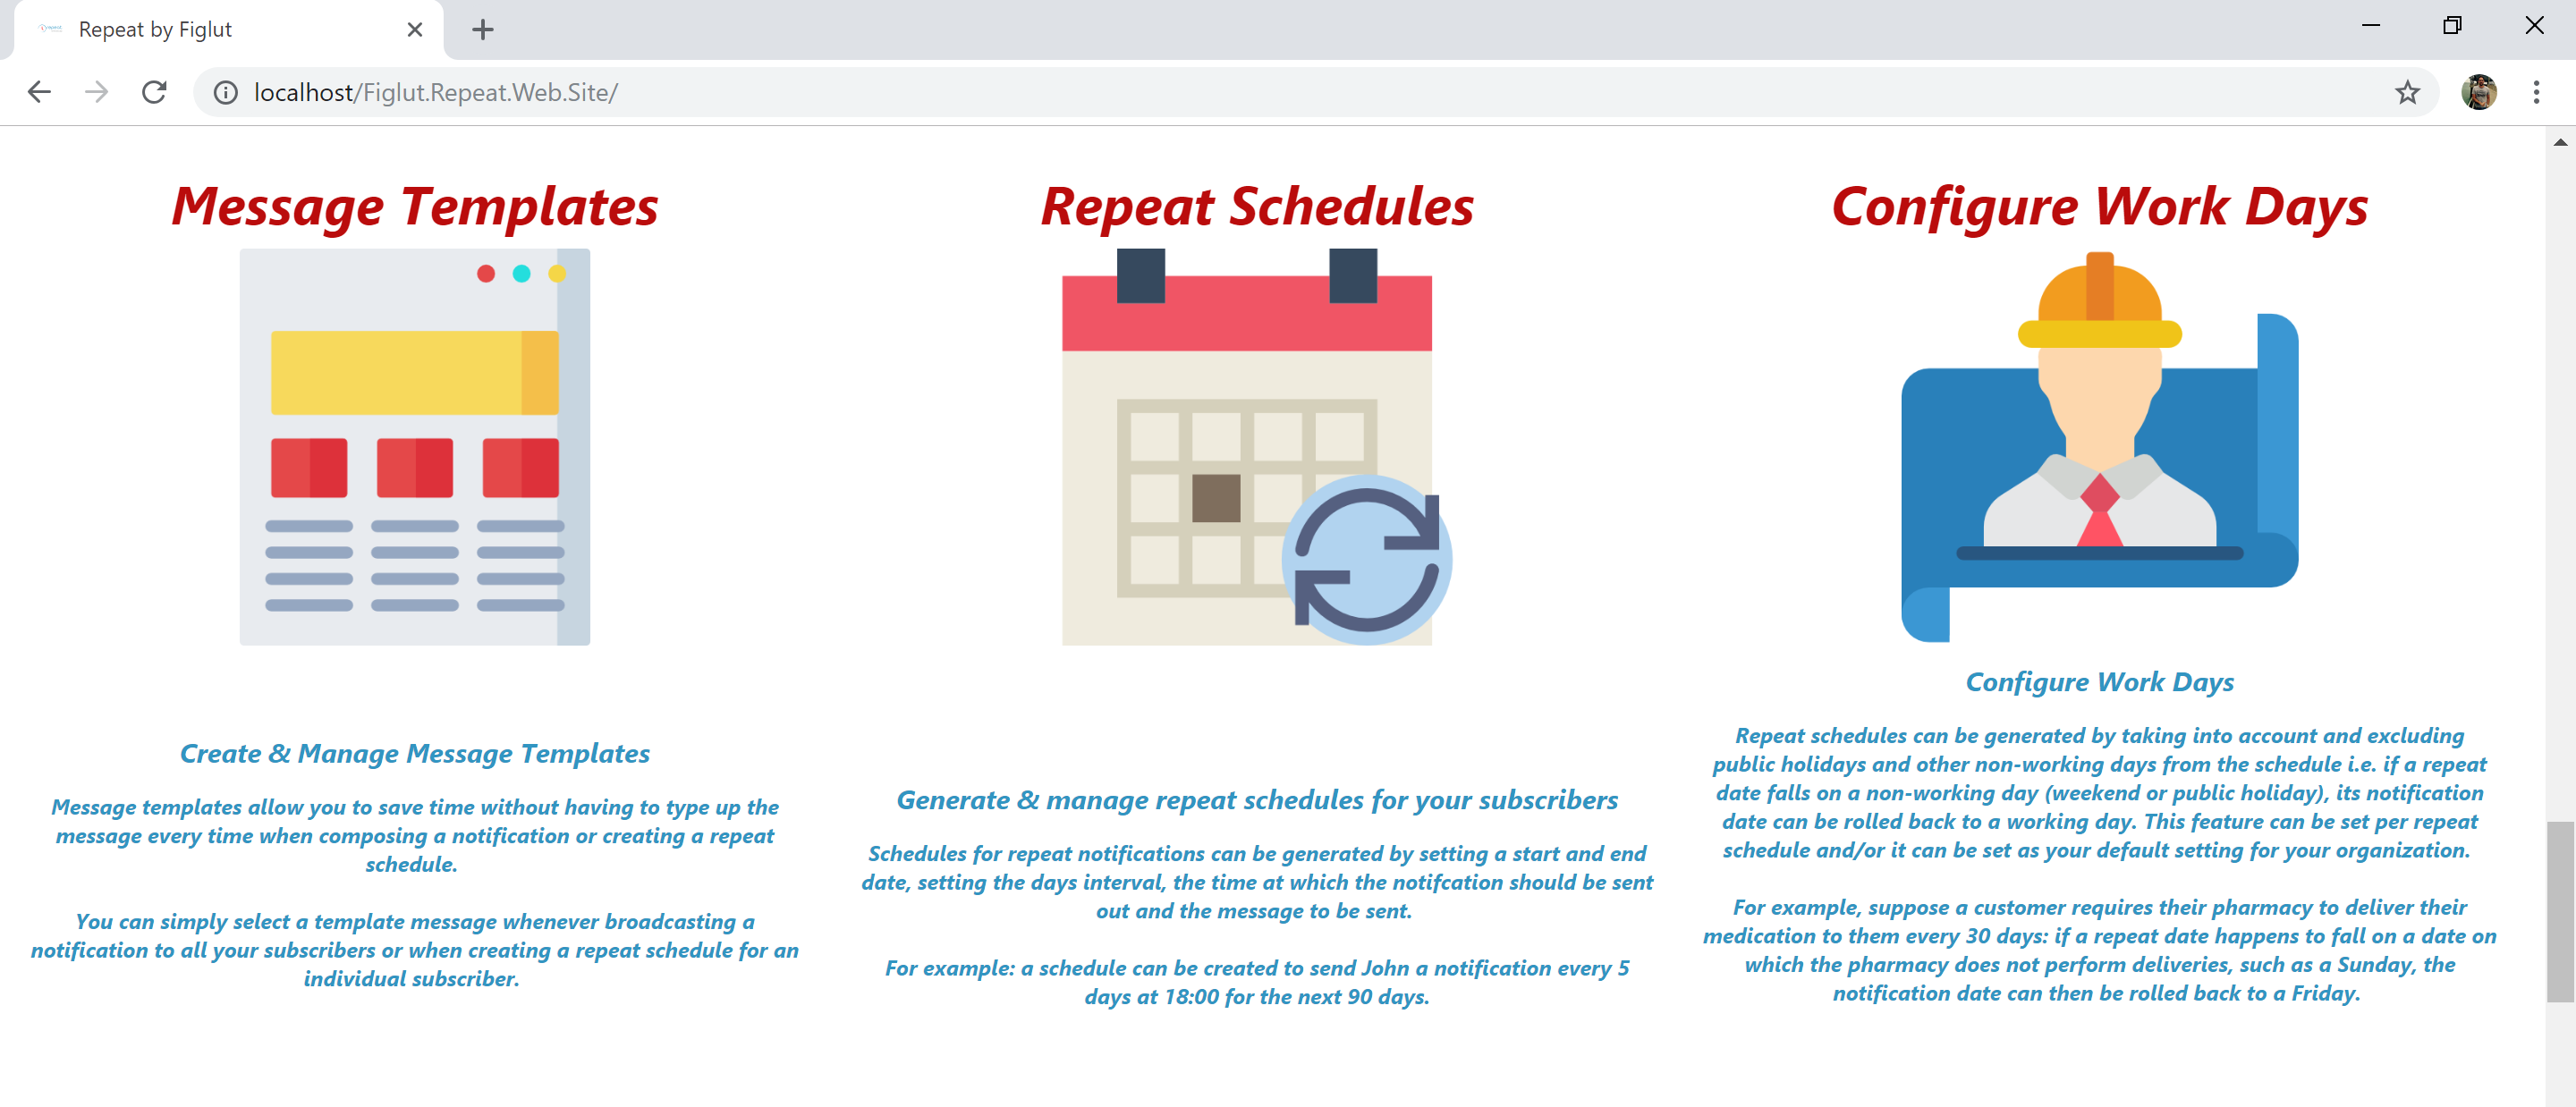 Repeat by Figlut
localhost/Figlut.Repeat.Web.Site/
Message Templates
Create & Manage Message Templates
Message templates allow you to save time without having to type up the
message every time when composing a notification or creating a repeat
schedule.
You can simply select a template message whenever broadcasting a
notification to all your subscribers or when creating a repeat schedule for an
individual subscriber.
Repeat Schedules
Generate & manage repeat schedules for your subscribers
Schedules for repeat notifications can be generated by setting a start and end
date, setting the days interval, the time at which the notifcation should be sent
out and the message to be sent.
For example: a schedule can be created to send John a notification every 5
days at 18:00 for the next 90 days.
Configure Work Days
Configure Work Days
Repeat schedules can be generated by taking into account and excluding
public holidays and other non-working days from the schedule i.e. if a repeat
date falls on a non-working day (weekend or public holiday), its notification
date can be rolled back to a working day. This feature can be set per repeat
schedule and/or it can be set as your default setting for your organization.
For example, suppose a customer requires their pharmacy to deliver their
medication to them every 30 days: if a repeat date happens to fall on a date on
which the pharmacy does not perform deliveries, such as a Sunday, the
notification date can then be rolled back to a Friday.